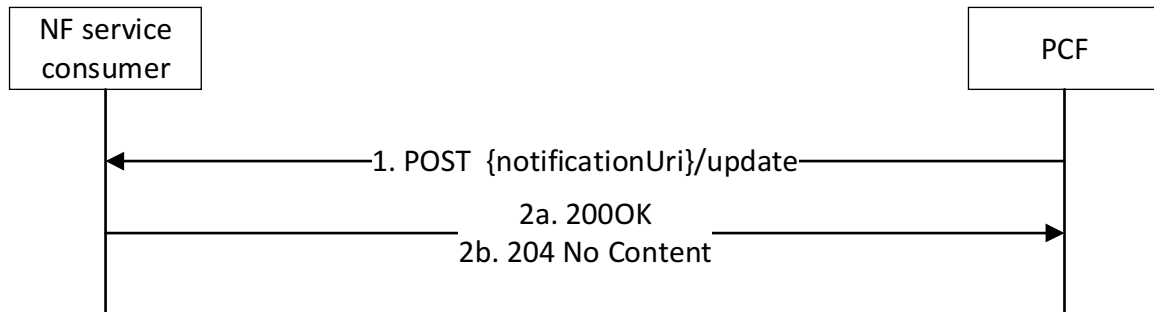 NF service
consumer
PCF
1. POST  {notificationUri}/update
2a. 200OK
2b. 204 No Content